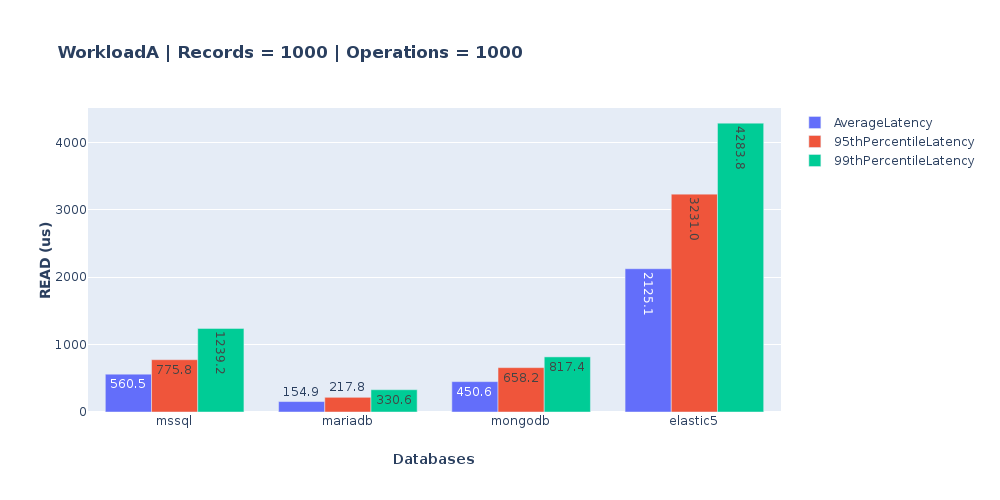 WorkloadA | Records = 1000 | Operations = 1000
READ (us)
4000
3000
2000
1000
0
560.5
775.8
1239.2
154.9
217.8
330.6
450.6
658.2
817.4
2125.1
3231.0
4283.8
mssql
mariadb
mongodb
elastic5
Databases
AverageLatency
95thPercentileLatency
99thPercentileLatency